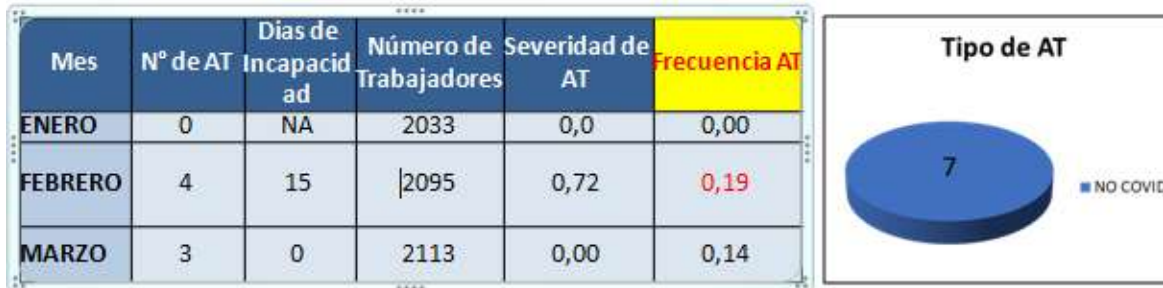 Mes Nº de AT Dias de Incapacid ad Número de Trabajadores Severidad de AT Frecuencia AT
ENERO 0 NA 2033 0,0 0,00
FEBRERO 4 15 2095 0,72 0,19
MARZO 3 0 2113 0,00 0,14
Tipo de AT
7
NO COVID